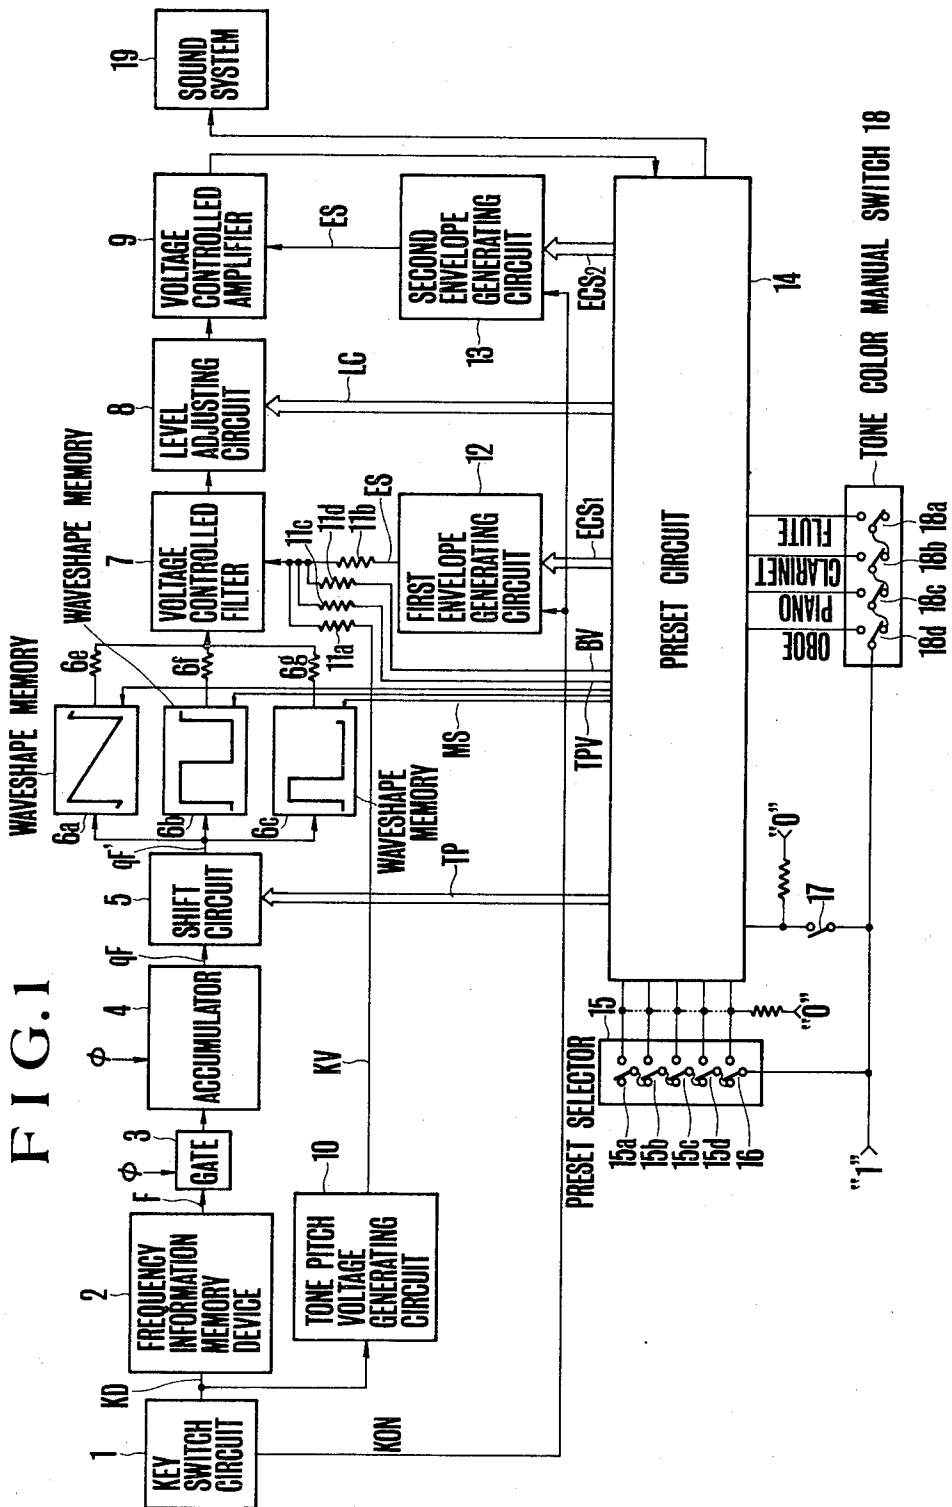 FIG.1
1
KEY
SWITCH
CIRCUIT
KD
KON
2
FREQUENCY
INFORMATION
MEMORY
DEVICE
F
ϕ
3
GATE
ϕ
4
ACCUMULATOR
qF
5
SHIFT
CIRCUIT
qF'
TP
WAVESHAPE MEMORY
6a
6b
6c
WAVESHAPE
MEMORY
WAVESHAPE MEMORY
6e
6f
6g
MS
7
VOLTAGE
CONTROLLED
FILTER
8
LEVEL
ADJUSTING
CIRCUIT
LC
9
VOLTAGE
CONTROLLED
AMPLIFIER
ES
19
SOUND
SYSTEM
10
TONE PITCH
VOLTAGE
GENERATING
CIRCUIT
KV
11a
11c
11d
11b
ES
12
FIRST
ENVELOPE
GENERATING
CIRCUIT
ECS1
TPV
BV
13
SECOND
ENVELOPE
GENERATING
CIRCUIT
ECS2
PRESET CIRCUIT
14
PRESET SELECTOR
15
15a
15b
15c
15d
16
"0"
"1"
17
"0"
OBOE
PIANO
CLARINET
FLUTE
18d
18c
18b
18a
TONE COLOR MANUAL SWITCH 18